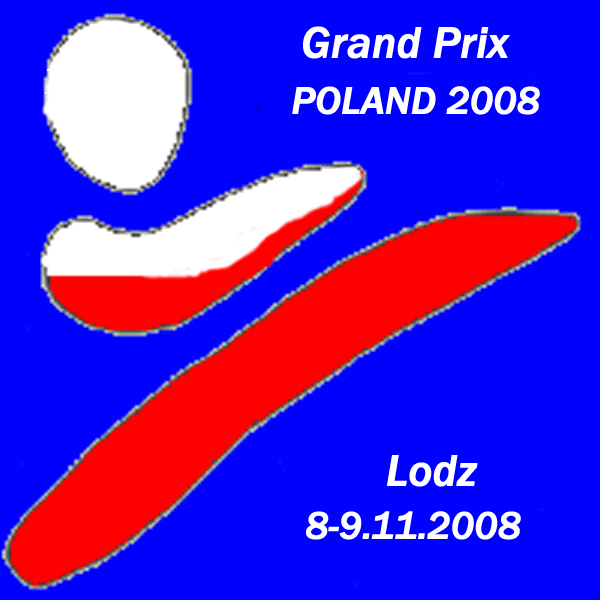 Grand Prix
POLAND 2008
Lodz
8-9.11.2008